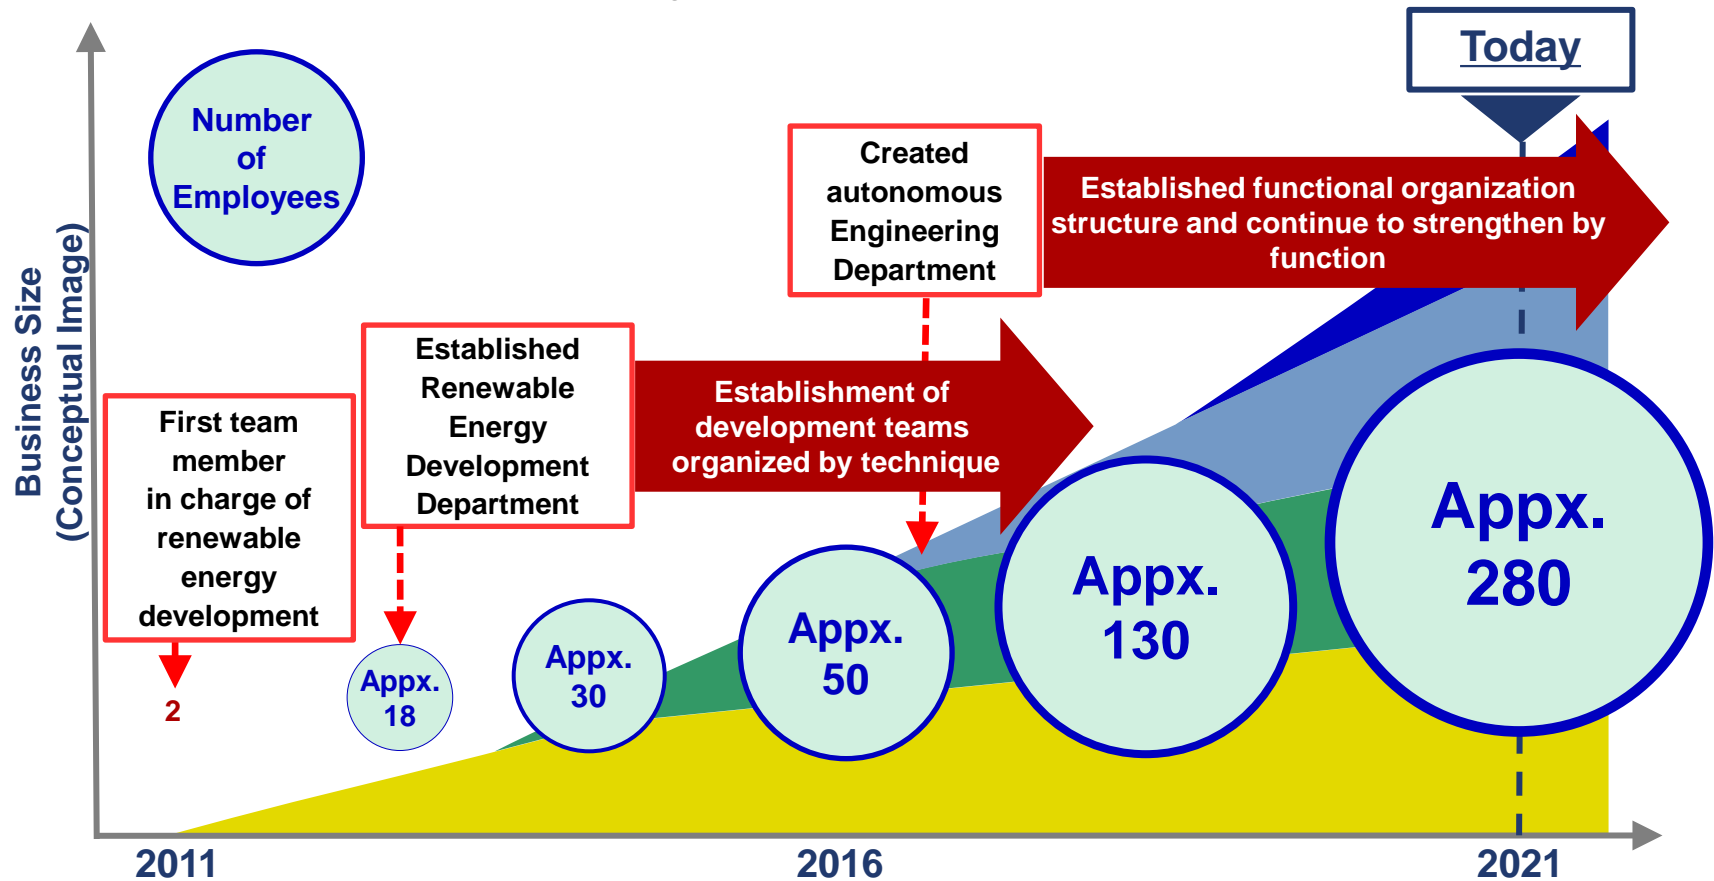 Today
Number
of
Employees
Created
autonomous
Engineering
Department
Established functional organization
structure and continue to strengthen by
function
Business Size
(Conceptual Image)
Established
Renewable
Energy
Development
Department
Establishment of
development teams
organized by technique
First team
member
in charge of
renewable
energy
development
2
Appx.
18
Appx.
30
Appx.
50
Appx.
130
Appx.
280
2011
2016
2021